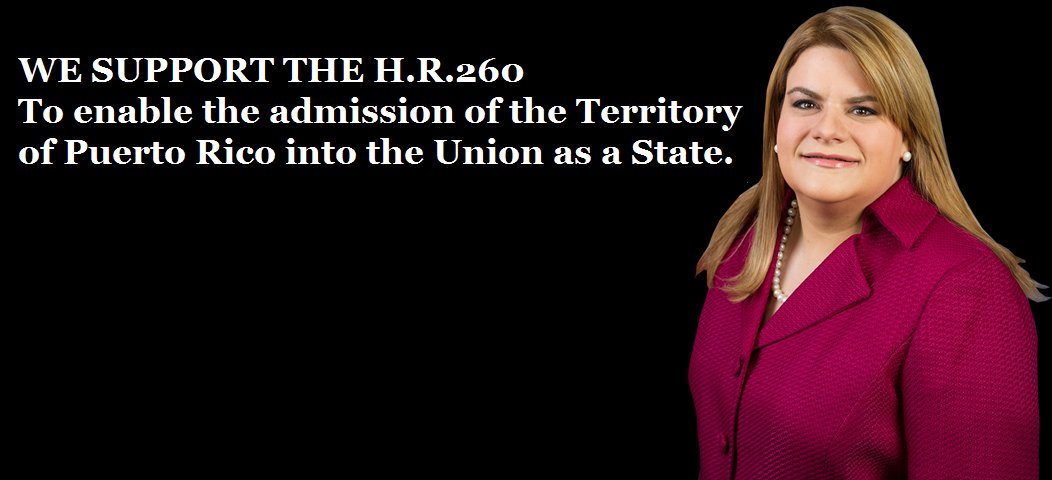 WE SUPPORT THE H.R.260
To enable the admission of the Territory
of Puerto Rico into the Union as a State.